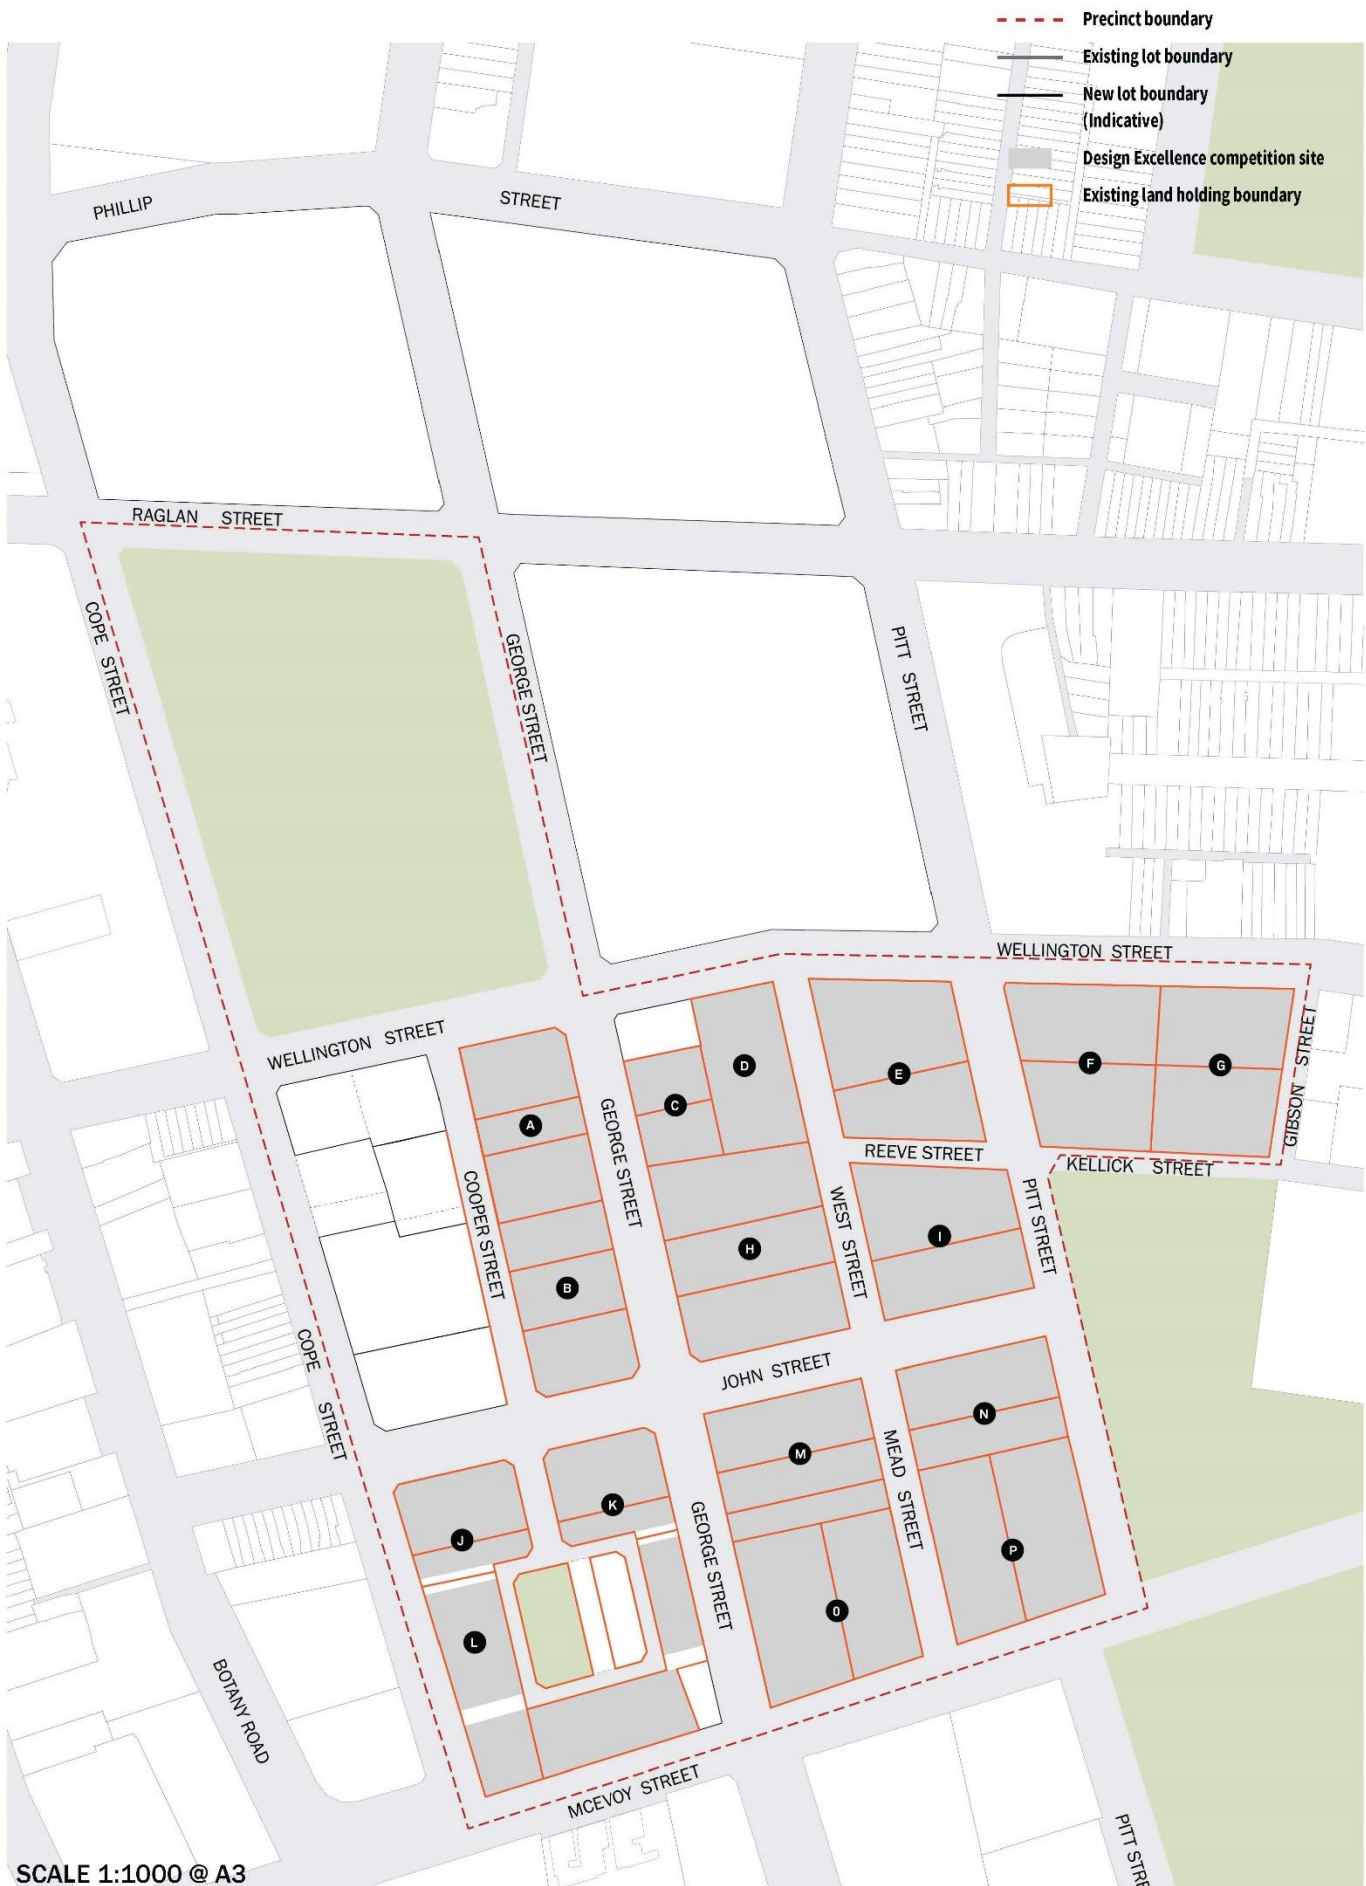 Precinct boundary
Existing lot boundary
New lot boundary
(Indicative)
Design Excellence competition site
Existing land holding boundary
PHILLIP
STREET
RAGLAN STREET
COPE STREET
GEORGE STREET
PITT STREET
WELLINGTON STREET
WELLINGTON STREET
GIBSON STREET
D
F
G
E
C
A
GEORGE STREET
REEVE STREET
KELLICK STREET
COOPER STREET
WEST STREET
PITT STREET
I
H
B
COPE STREET
JOHN STREET
N
M
MEAD STREET
K
J
GEORGE STREET
P
O
L
BOTANY ROAD
MCEVOY STREET
PITT STRE
SCALE 1:1000 @ A3